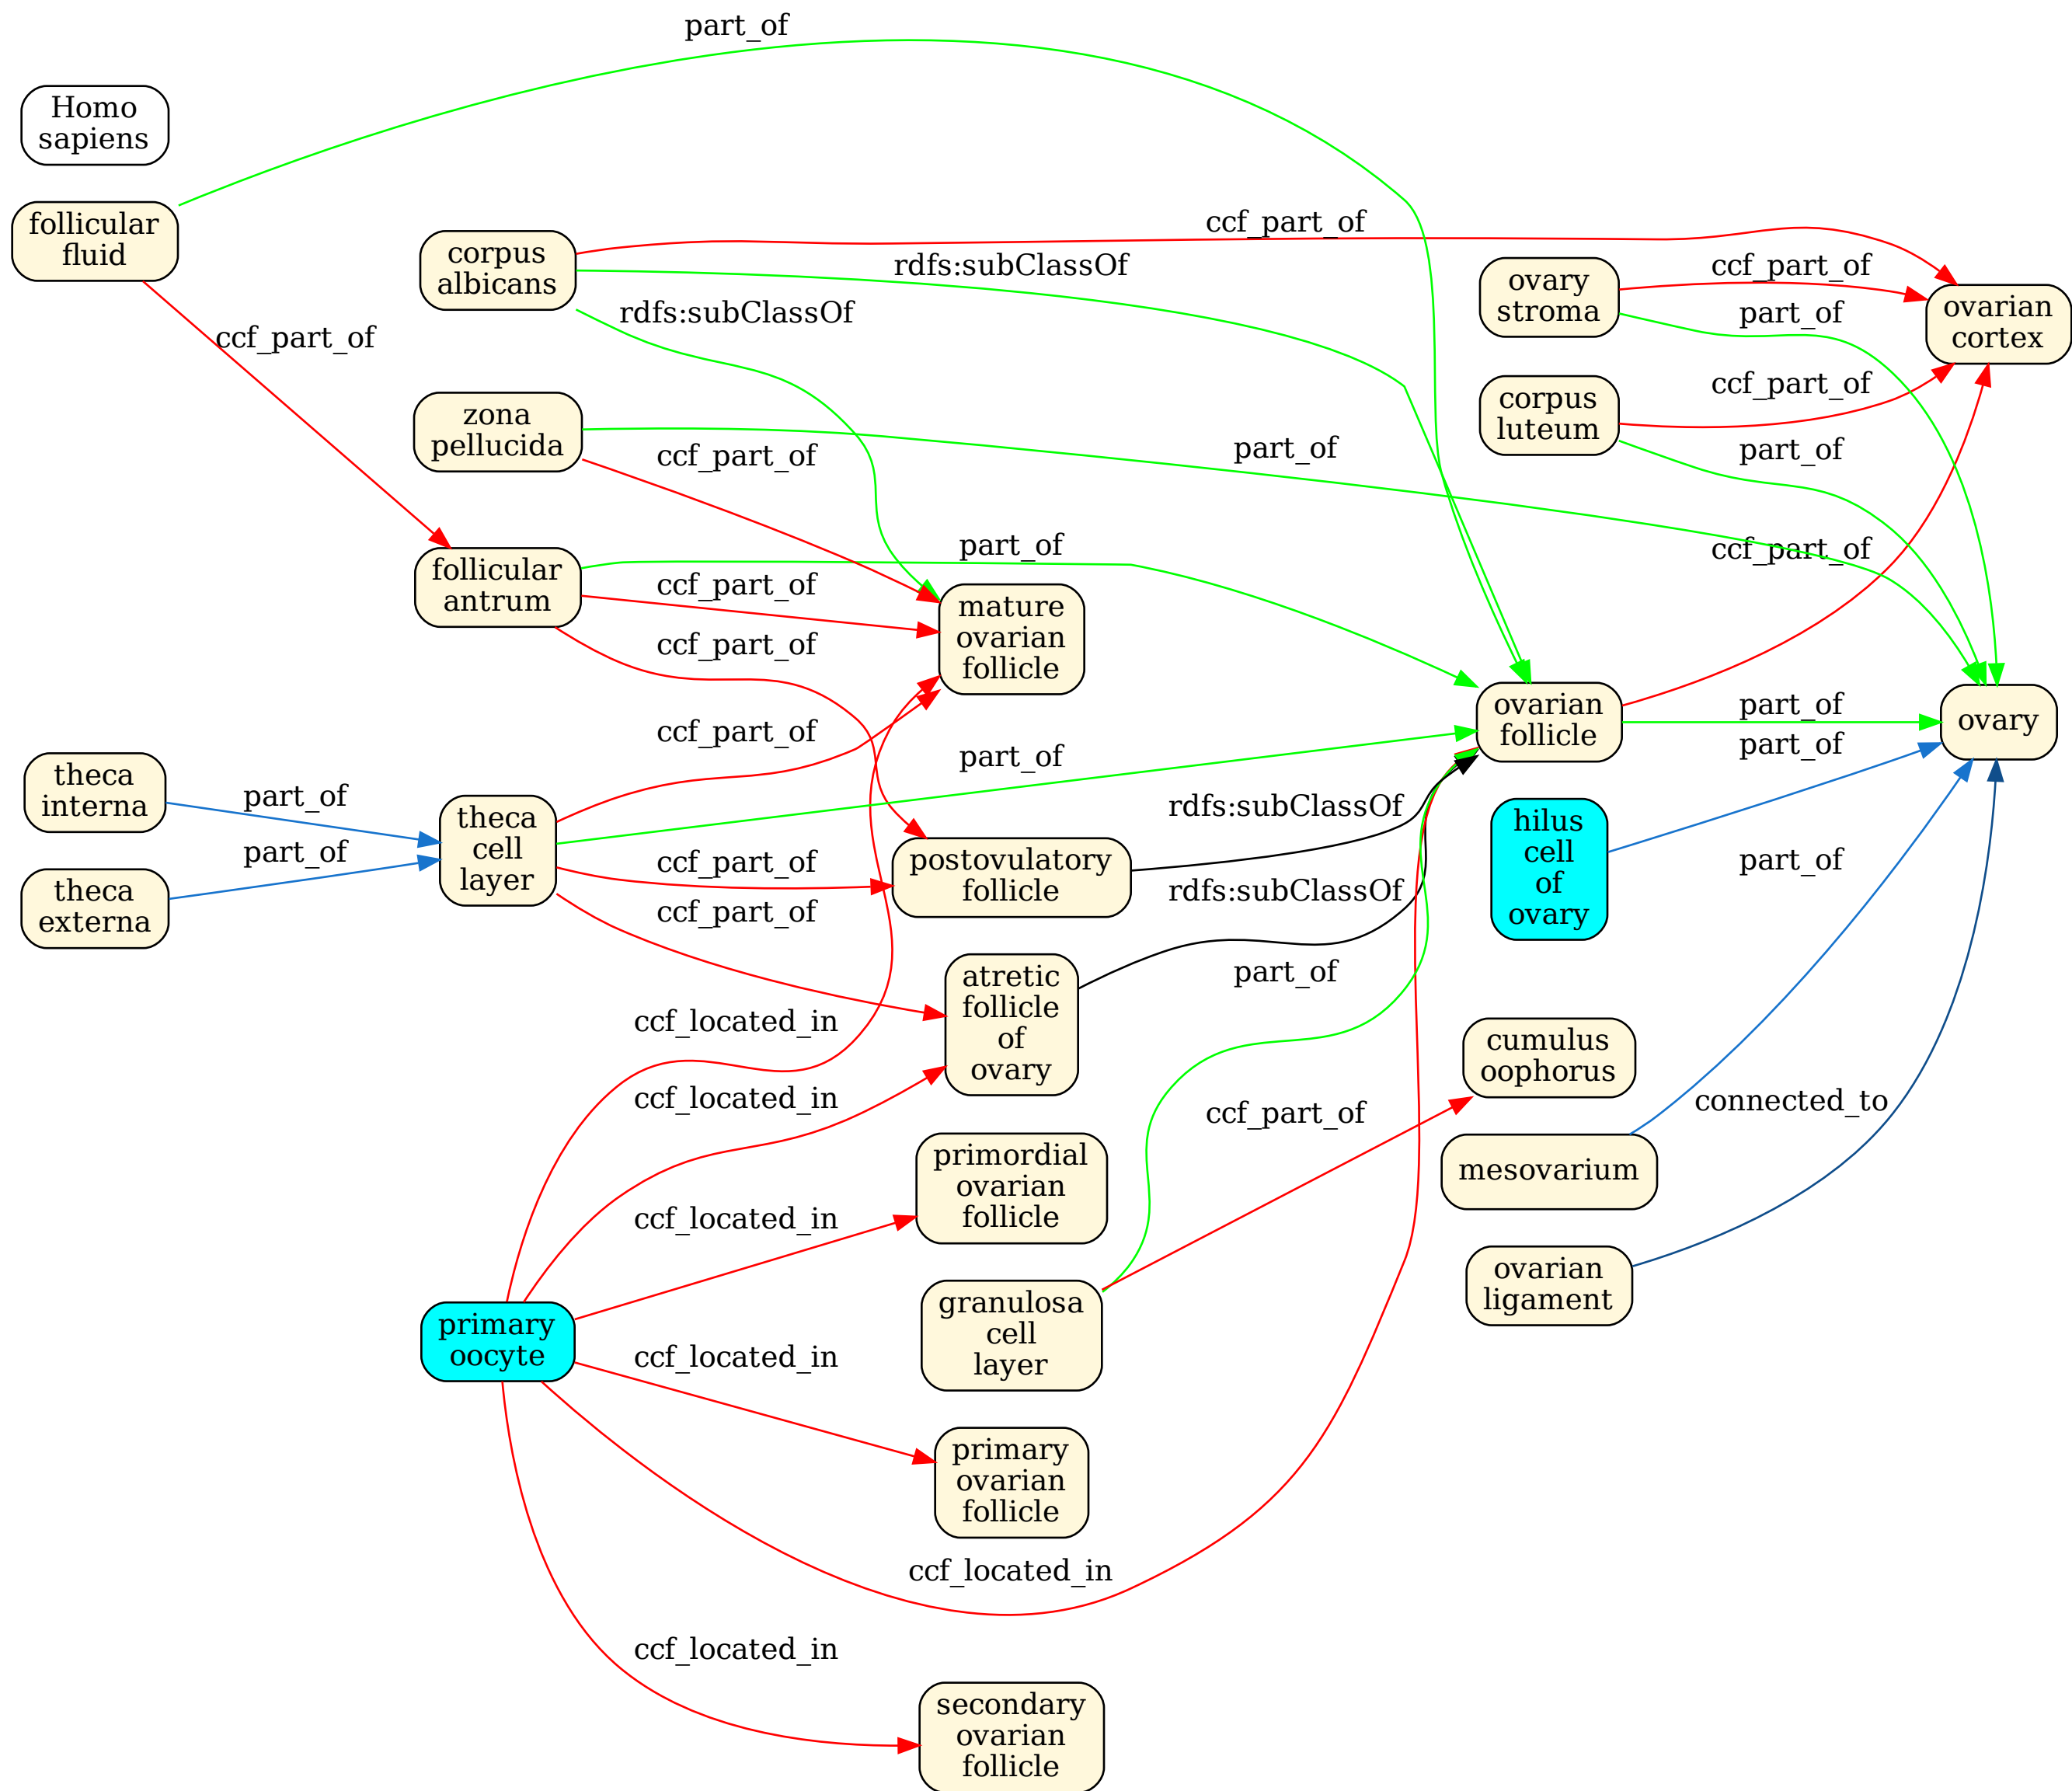 part_of
Homo
sapiens
follicular
fluid
ccf_part_of
corpus
albicans
ccf_part_of
rdfs:subClassOf
rdfs:subClassOf
ovary
stroma
ccf_part_of
part_of
ovarian
cortex
zona
pellucida
ccf_part_of
part_of
corpus
luteum
ccf_part_of
part_of
follicular
antrum
part_of
ccf_part_of
ccf_part_of
ccf_part_of
mature
ovarian
follicle
ovarian
follicle
part_of
part_of
ovary
theca
interna
part_of
theca
externa
part_of
theca
cell
layer
ccf_part_of
part_of
ccf_part_of
ccf_part_of
postovulatory
follicle
rdfs:subClassOf
rdfs:subClassOf
hilus
cell
of
ovary
part_of
atretic
follicle
of
ovary
part_of
ccf_located_in
ccf_located_in
cumulus
oophorus
ccf_part_of
connected_to
mesovarium
primordial
ovarian
follicle
ccf_located_in
ovarian
ligament
granulosa
cell
layer
primary
oocyte
ccf_located_in
primary
ovarian
follicle
ccf_located_in
ccf_located_in
secondary
ovarian
follicle